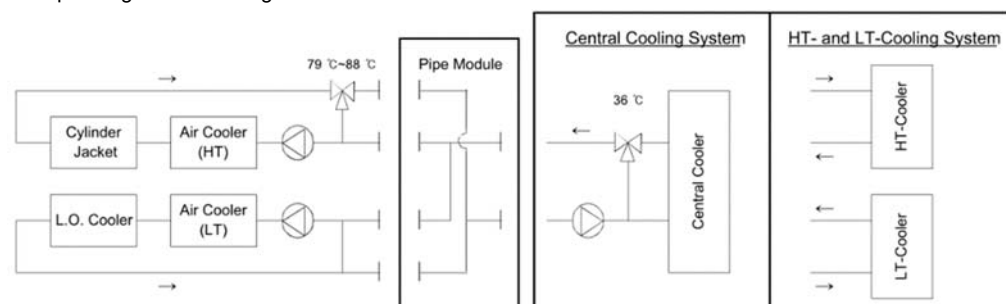 Central Cooling System
HT- and LT-Cooling System
79 ℃~88 ℃
Pipe Module
36 ℃
Cylinder
Jacket
Air Cooler
(HT)
L.O. Cooler
Air Cooler
(LT)
Central Cooler
HT-Cooler
LT-Cooler